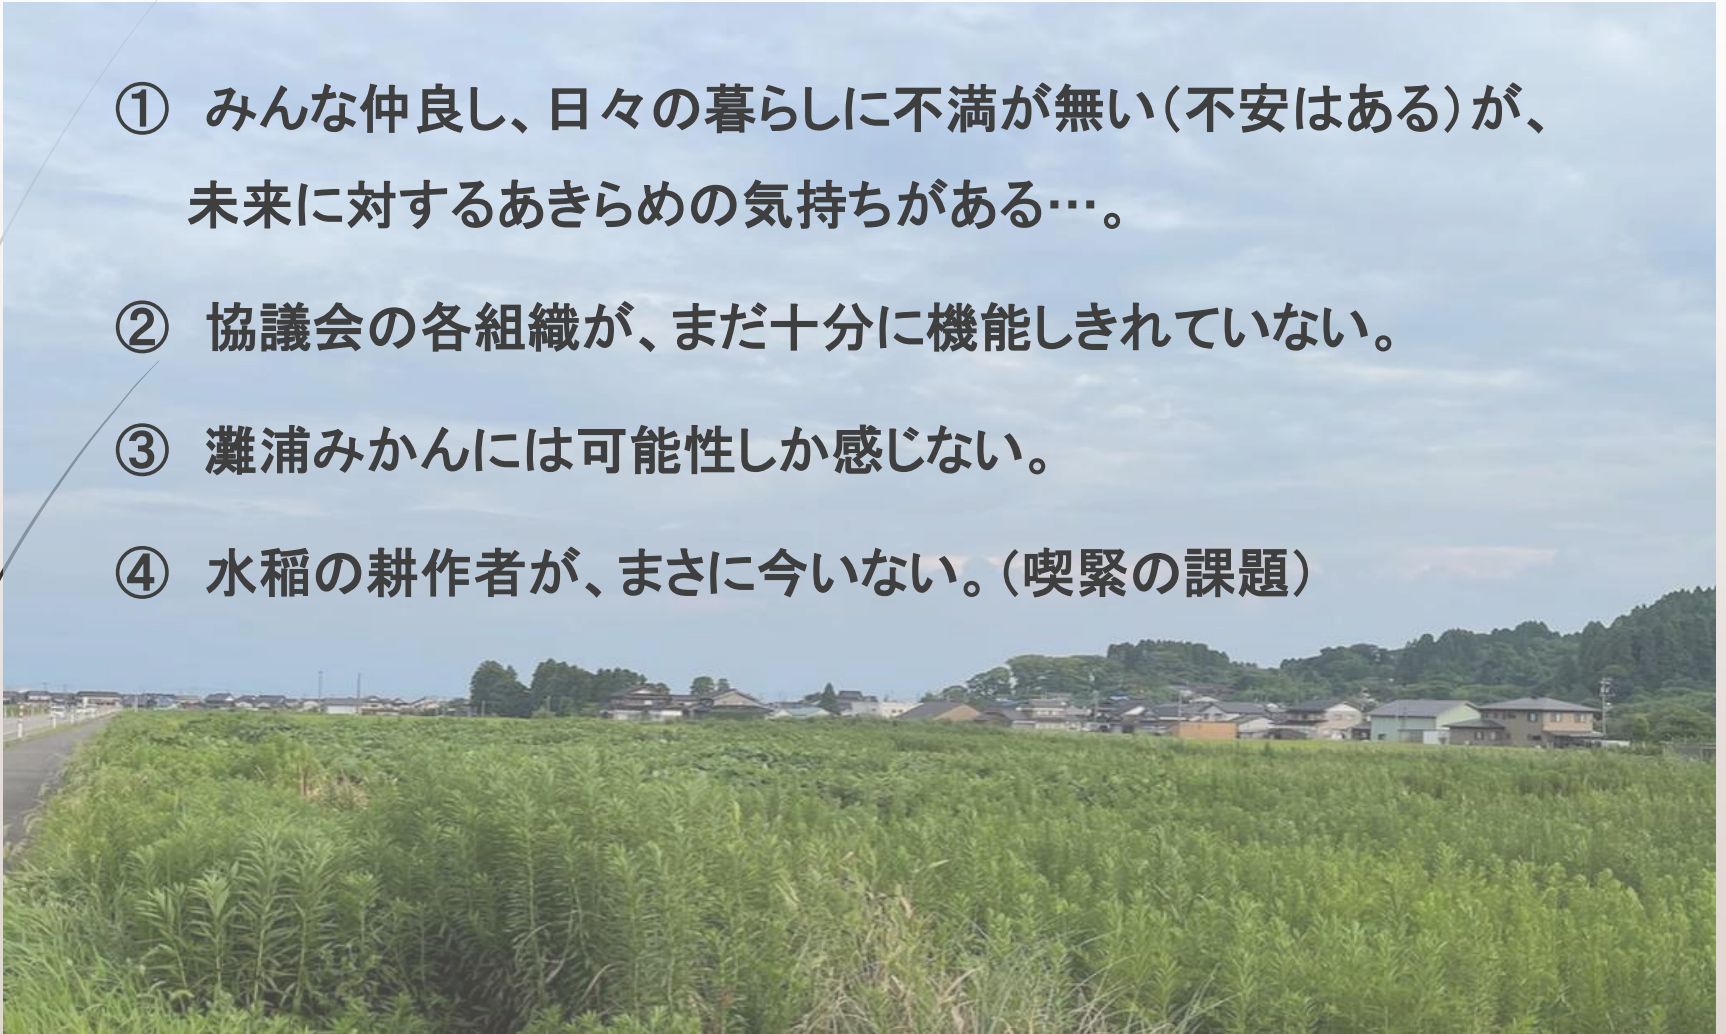 ① みんな仲良し、日々の暮らしに不満が無い（不安はある）が、
未来に対するあきらめの気持ちがある…。
② 協議会の各組織が、まだ十分に機能しきれていない。
③ 灘浦みかんには可能性しか感じない。
④ 水稲の耕作者が、まさに今いない。（喫緊の課題）